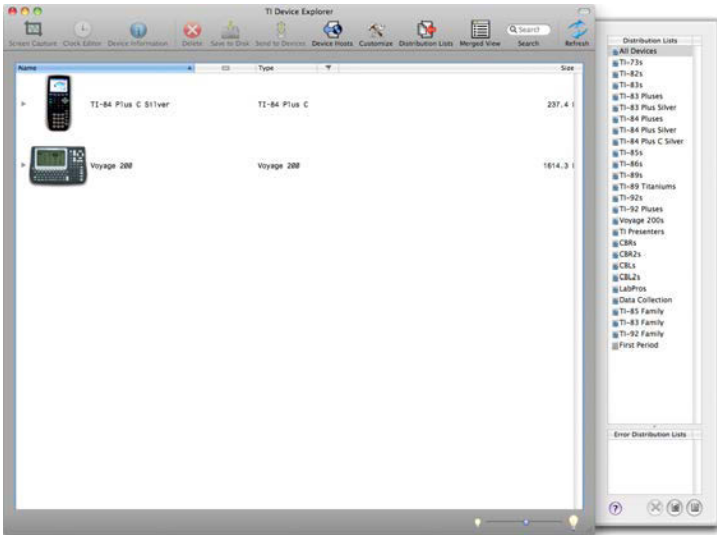 TI Device Explorer
Screen Capture Clock Editor Device Information Delete Save to Disk Send to Devices Device Hosts Customize Distribution Lists Merged View Search Refresh
Search
Name Type Size
TI-84 Plus C Silver TI-84 Plus C 237.4
Voyage 200 Voyage 200 1614.3
Distribution Lists
All Devices
TI-73s
TI-82s
TI-83s
TI-83 Pluses
TI-83 Plus Silver
TI-84 Pluses
TI-84 Plus Silver
TI-84 Plus C Silver
TI-85s
TI-86s
TI-89s
TI-89 Titaniums
TI-92s
TI-92 Pluses
Voyage 200s
TI Presenters
CBRs
CBR2s
CBLs
CBL2s
LabPros
Data Collection
TI-85 Family
TI-83 Family
TI-92 Family
First Period
Error Distribution Lists
?